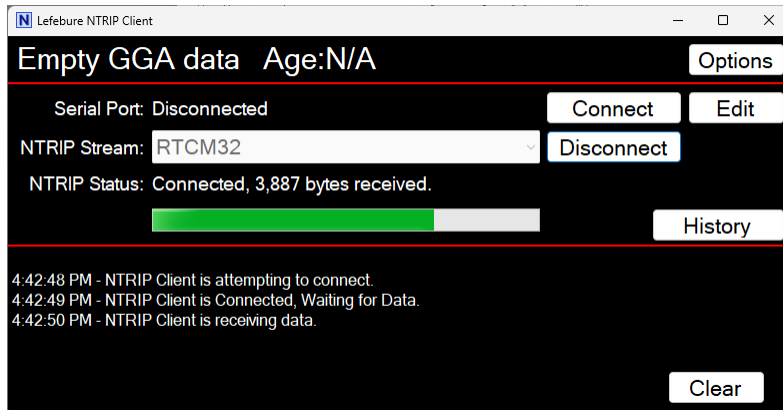 N Lefebure NTRIP Client
Empty GGA data Age:N/A
Options
Serial Port: Disconnected
Connect
Edit
NTRIP Stream: RTCM32
Disconnect
NTRIP Status: Connected, 3,887 bytes received.
History
4:42:48 PM - NTRIP Client is attempting to connect.
4:42:49 PM - NTRIP Client is Connected, Waiting for Data.
4:42:50 PM - NTRIP Client is receiving data.
Clear